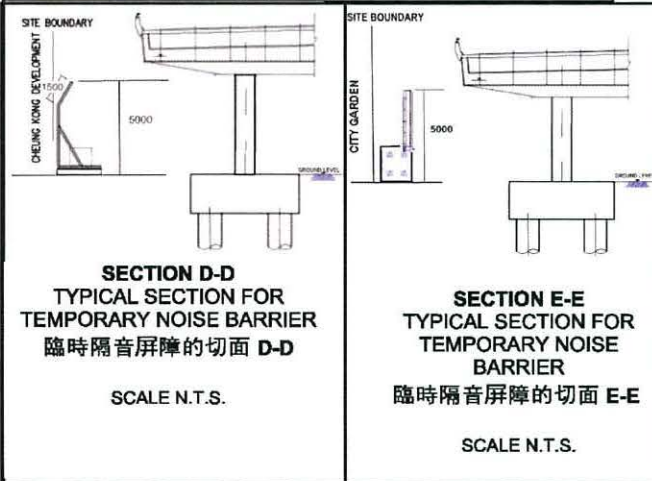 SITE BOUNDARY
CHEUNG KONG DEVELOPMENT
1500
5000
GROUND LEVEL
SECTION D-D
TYPICAL SECTION FOR
TEMPORARY NOISE BARRIER
臨時隔音屏障的切面 D-D
SCALE N.T.S.
SITE BOUNDARY
CITY GARDEN
5000
GROUND LEVEL
SECTION E-E
TYPICAL SECTION FOR
TEMPORARY NOISE
BARRIER
臨時隔音屏障的切面 E-E
SCALE N.T.S.